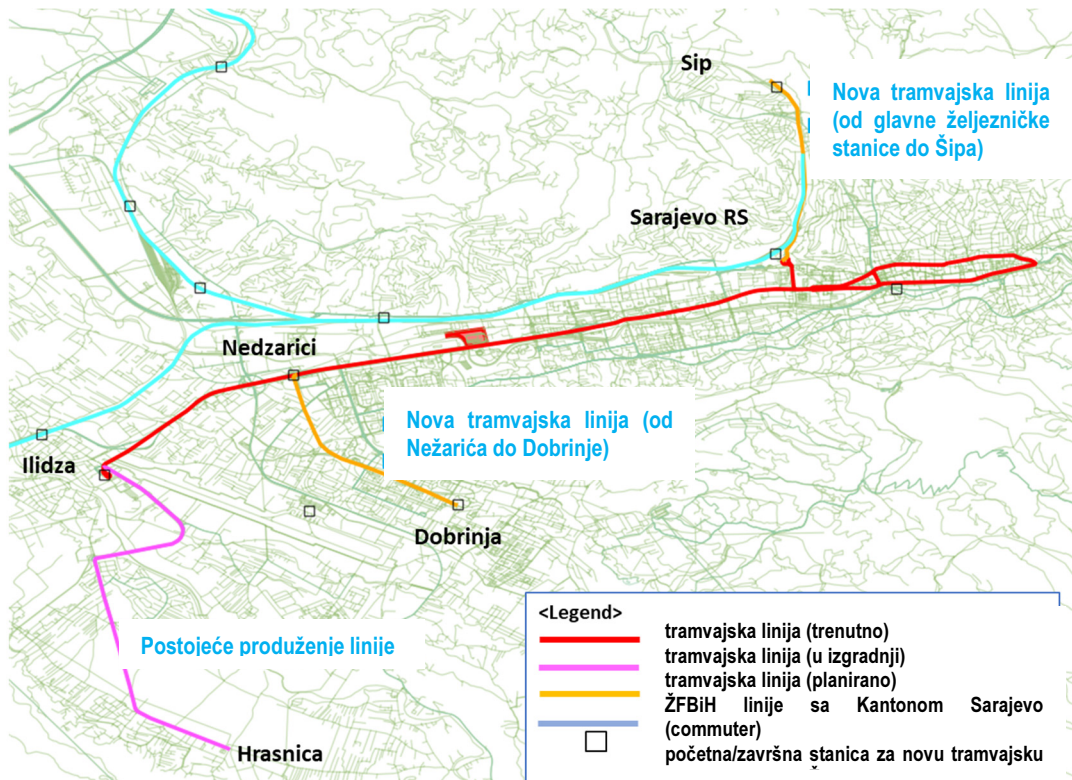 Sip
Nova tramvajska linija
(od glavne željezničke
stanice do Šipa)
Sarajevo RS
Nedzarici
Nova tramvajska linija (od
Nežarića do Dobrinje)
Ilidza
Dobrinja
Postojeće produženje linije
Hrasnica
<Legend>
tramvajska linija (trenutno)
tramvajska linija (u izgradnji)
tramvajska linija (planirano)
ŽFBiH linije sa Kantonom Sarajevo
(commuter)
početna/završna stanica za novu tramvajsku